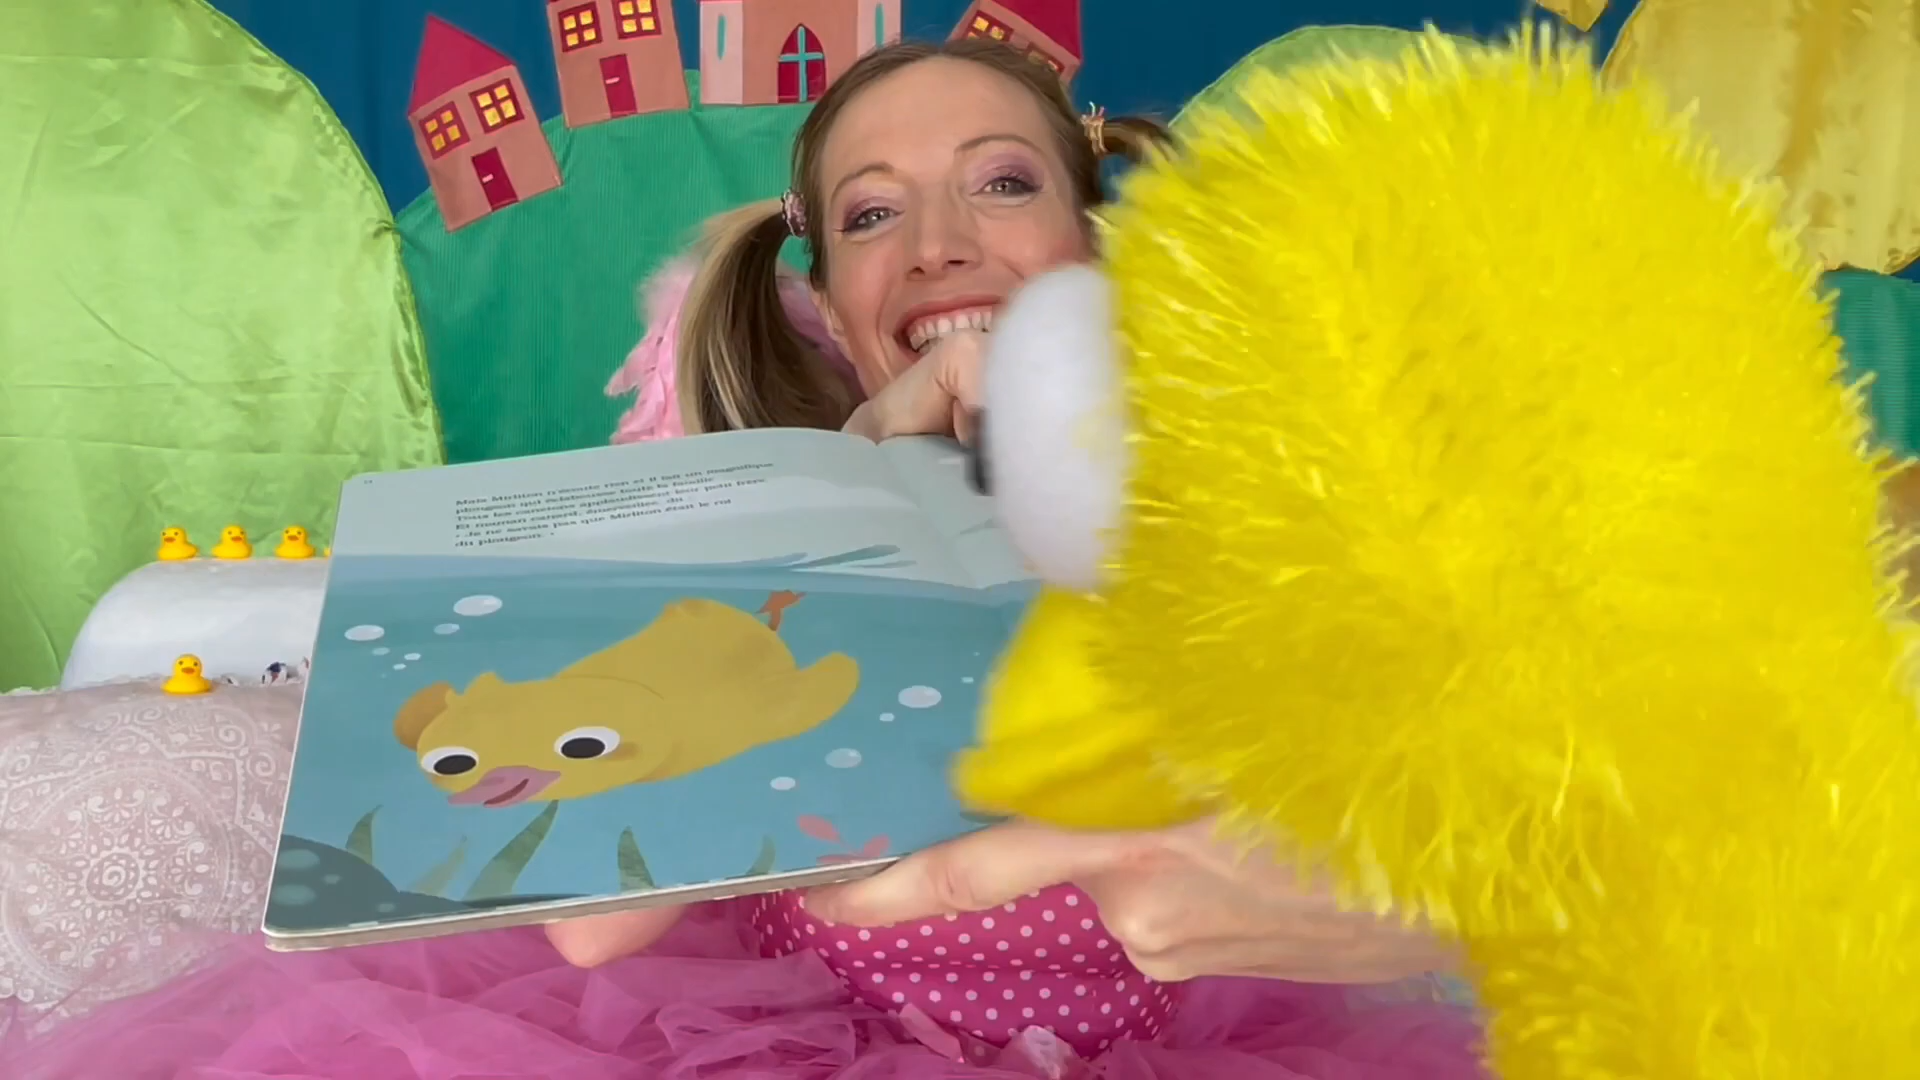 Mais Mirliton n'écoute rien et il fait un magnifique
plongeon qui éclabousse toute la famille.
Tous les canetons applaudissent leur petit frère.
Et maman canard, émerveillée, dit :
« Je ne savais pas que Mirliton était le roi
du plongeon. »